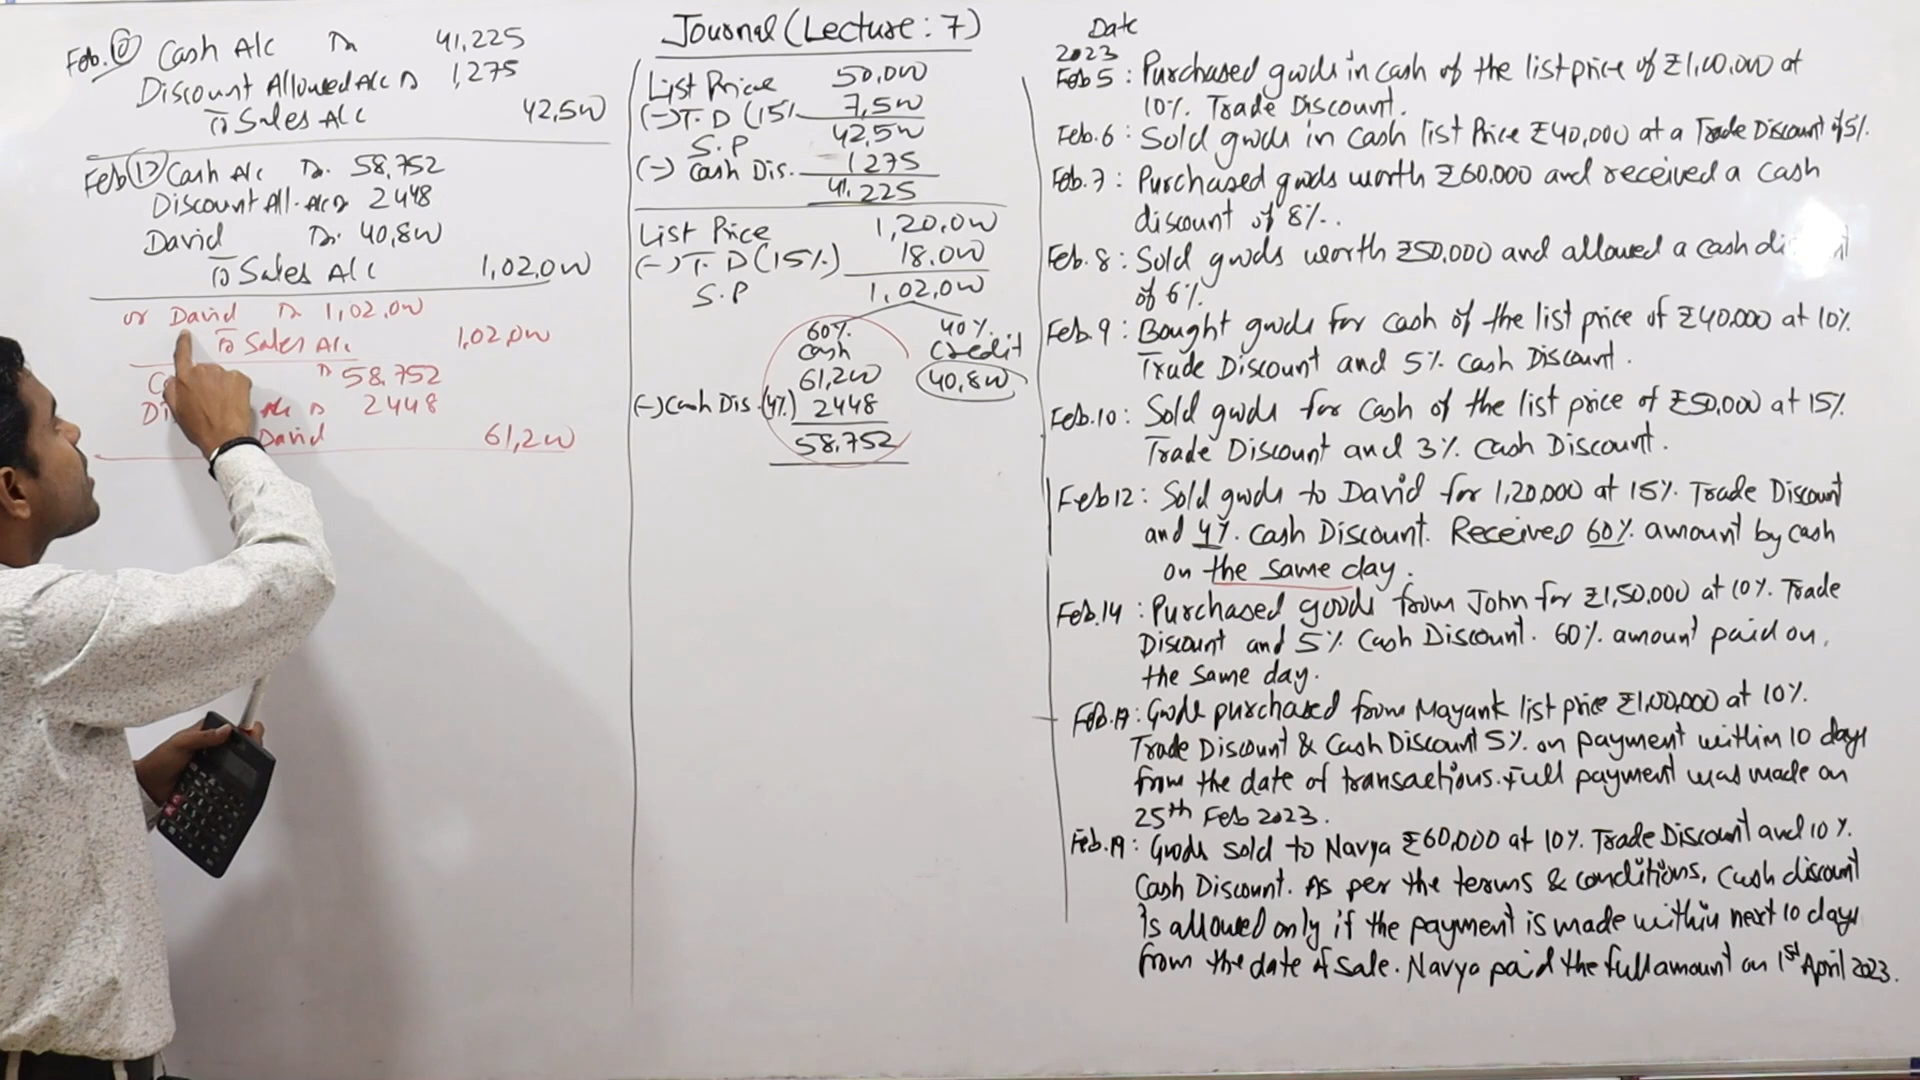 Feb. 10 Cash A/c Dr 41,225
Discount Allowed A/c Dr 1,275
To Sales A/c 42,500
Feb 12 Cash A/c Dr. 58,752
Discount All. A/c Dr 2448
David Dr. 40,800
To Sales A/c 1,02,000
or David Dr 1,02,000
To Sales A/c 1,02,000
Dr 58,752
A/c Dr 2448
David 61,200
Journal (Lecture: 7)
List Price 50,000
(-) T.D (15% 7,500
S.P 42,500
(-) Cash Dis. 1275
41,225
List Price 1,20,000
(-) T.D (15%) 18,000
S.P 1,02,000
60% 40%
Cash Credit
61,200 40,800
(-) Cash Dis. (4%) 2448
58,752
Date
2023
Feb 5 : Purchased goods in cash of the list price of ₹1,00,000 at
10% Trade Discount.
Feb. 6 : Sold goods in cash list Price ₹40,000 at a Trade Discount of 5%.
Feb. 7 : Purchased goods worth ₹60,000 and received a cash
discount of 8%..
Feb. 8 : Sold goods worth ₹50,000 and allowed a cash
of 6%.
Feb. 9 : Bought goods for cash of the list price of ₹40,000 at 10%
Trade Discount and 5% Cash Discount.
Feb. 10 : Sold goods for cash of the list price of ₹50,000 at 15%
Trade Discount and 3% Cash Discount.
Feb 12 : Sold goods to David for 1,20,000 at 15% Trade Discount
and 4% Cash Discount. Received 60% amount by cash
on the same day.
Feb. 14 : Purchased goods from John for ₹1,50,000 at 10% Trade
Discount and 5% Cash Discount. 60% amount paid on
the same day.
Feb. 17 : Goods purchased from Mayank list price ₹1,00,000 at 10%
Trade Discount & Cash Discount 5% on payment within 10 days
from the date of transactions. Full payment was made on
25th Feb 2023.
Feb. 19 : Goods sold to Navya ₹60,000 at 10% Trade Discount and 10%
Cash Discount. As per the terms & conditions, Cash discount
is allowed only if the payment is made within next 10 days
from the date of sale. Navya paid the full amount on 1st April 2023.